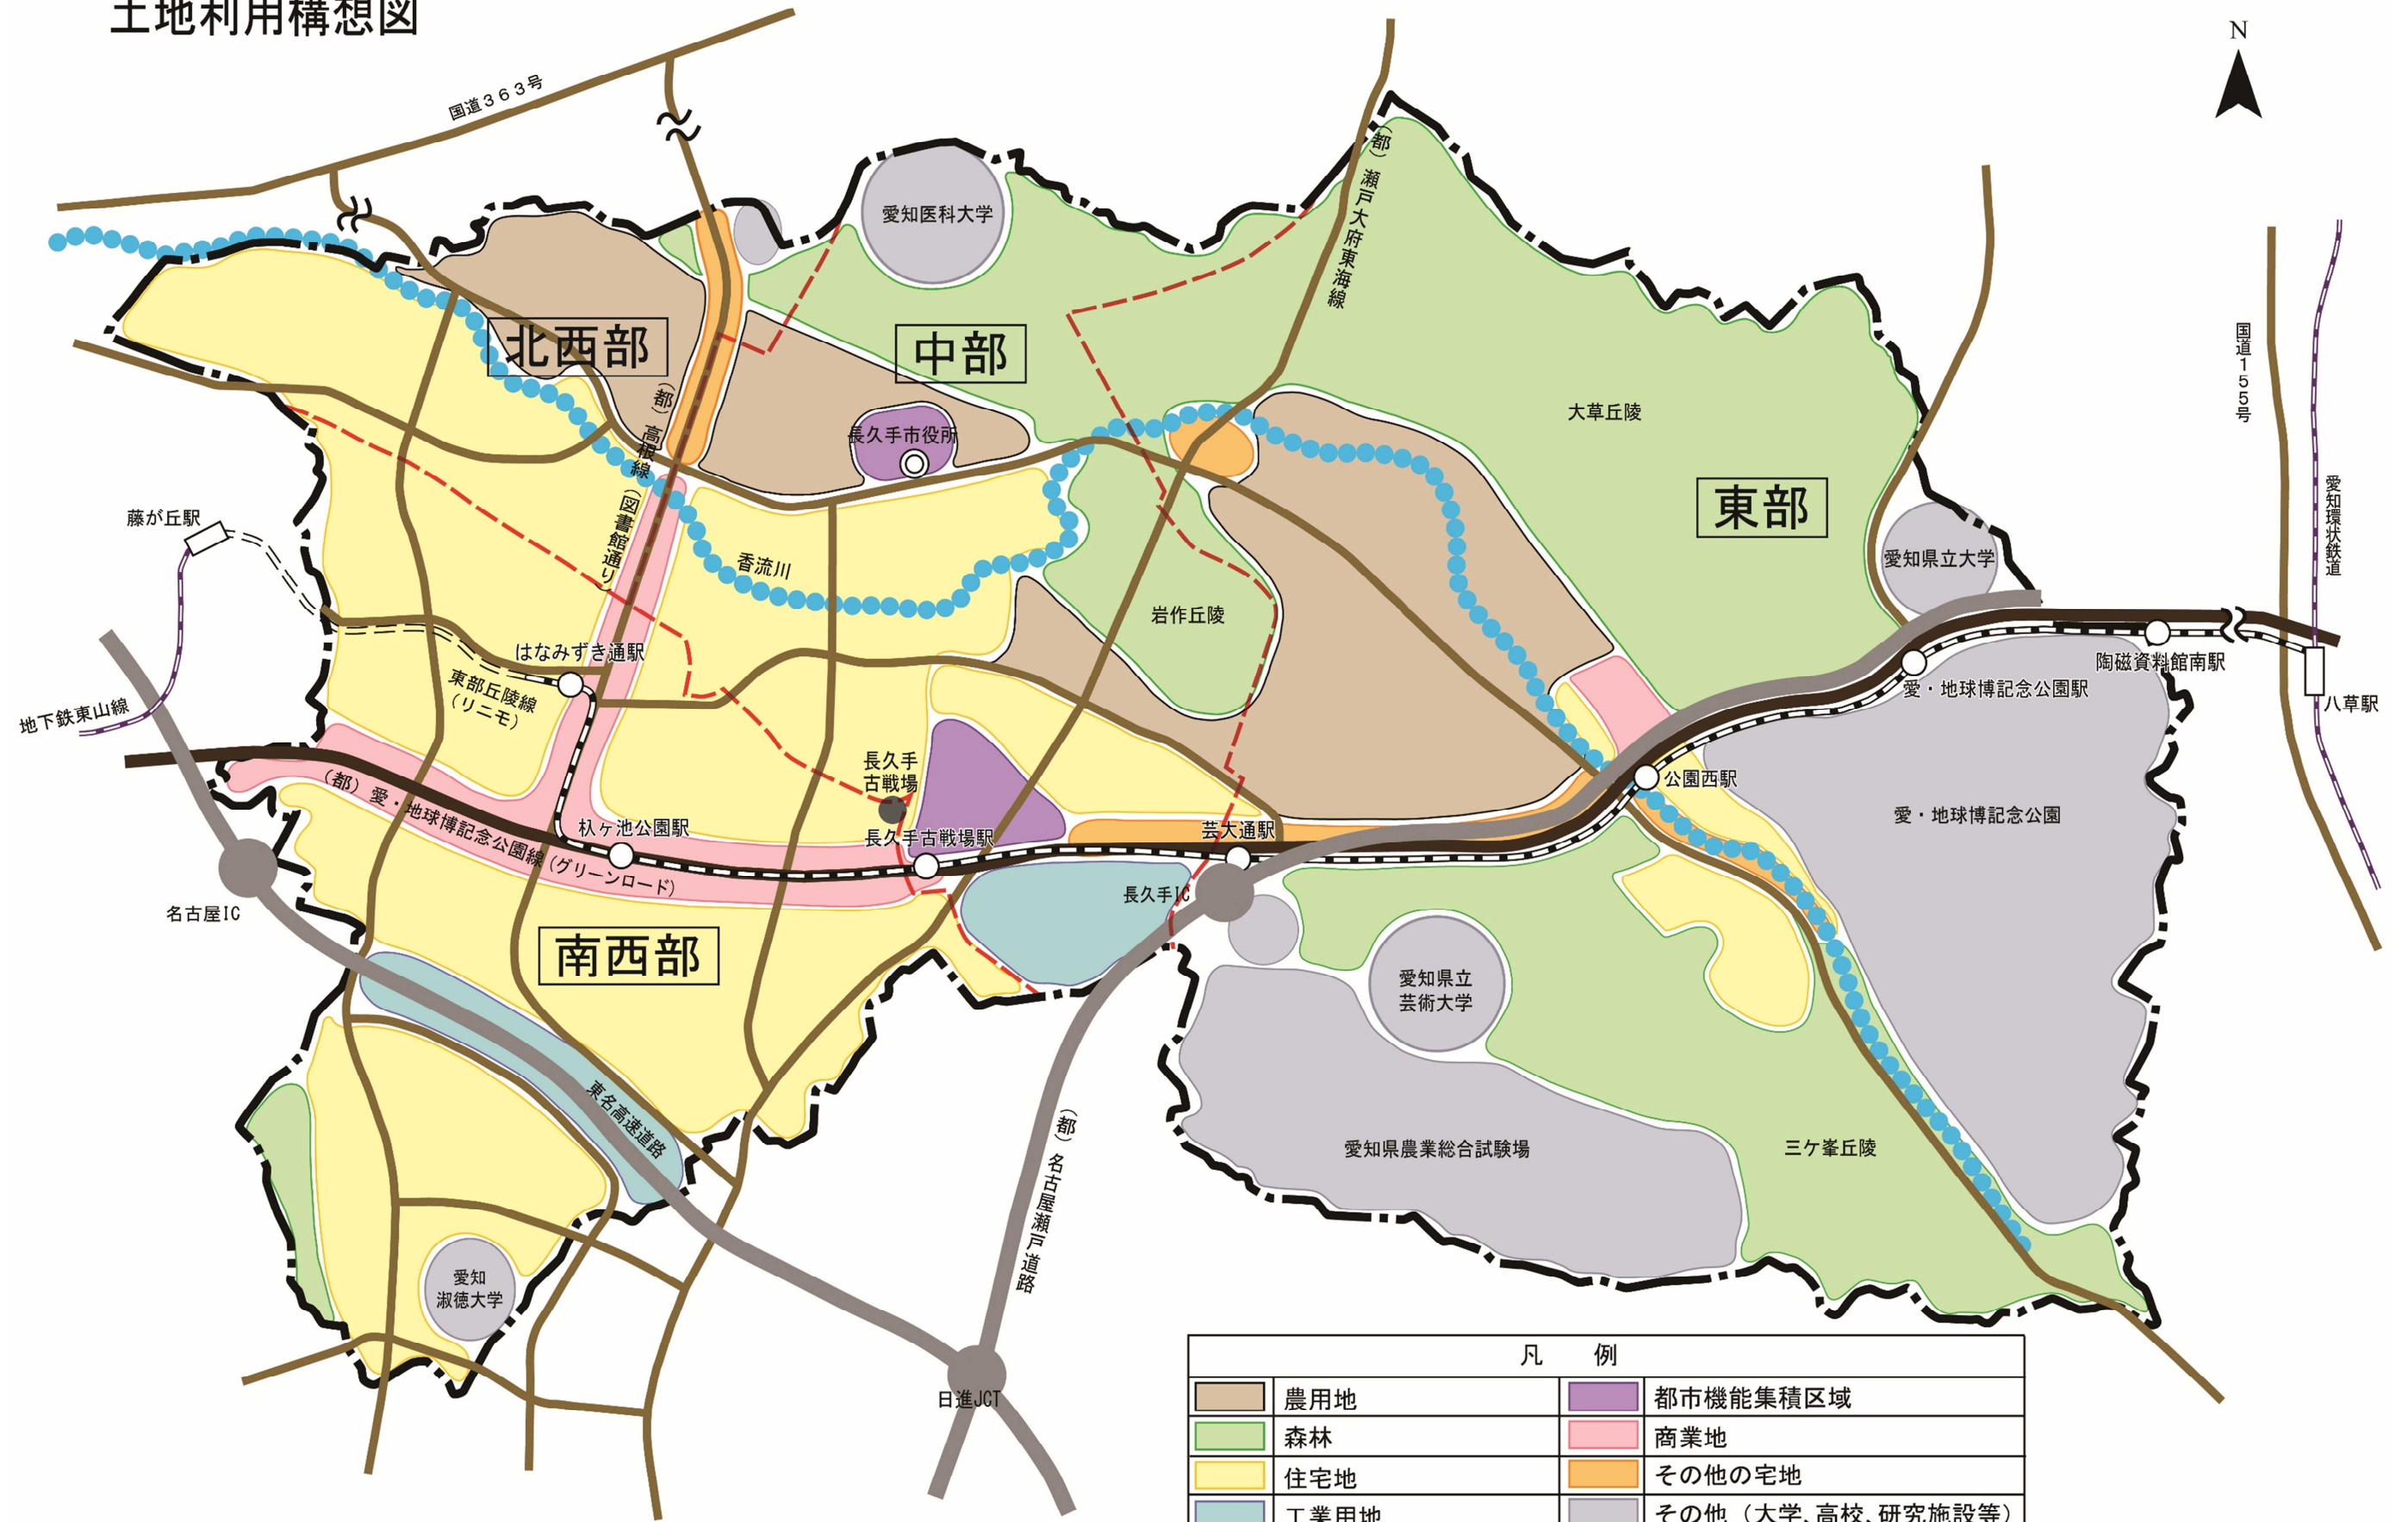 土地利用構想図
N
国道363号
(都)瀬戸大府東海線
愛知医科大学
北西部
中部
大草丘陵
国道155号
(都)高根線(図書館通り)
長久手市役所
東部
愛知環状鉄道
藤が丘駅
香流川
愛知県立大学
岩作丘陵
はなみずき通駅
陶磁資料館南駅
東部丘陵線
(リニモ)
愛・地球博記念公園駅
地下鉄東山線
八草駅
長久手
古戦場
公園西駅
(都)愛・地球博記念公園線(グリーンロード)
杁ヶ池公園駅
長久手古戦場駅
芸大通駅
愛・地球博記念公園
長久手IC
名古屋IC
南西部
愛知県立
芸術大学
東名高速道路
(都)名古屋瀬戸道路
愛知県農業総合試験場
三ケ峯丘陵
愛知
淑徳大学
日進JCT
凡 例
農用地
都市機能集積区域
森林
商業地
住宅地
その他の宅地
工業用地
その他(大学、高校、研究施設等)